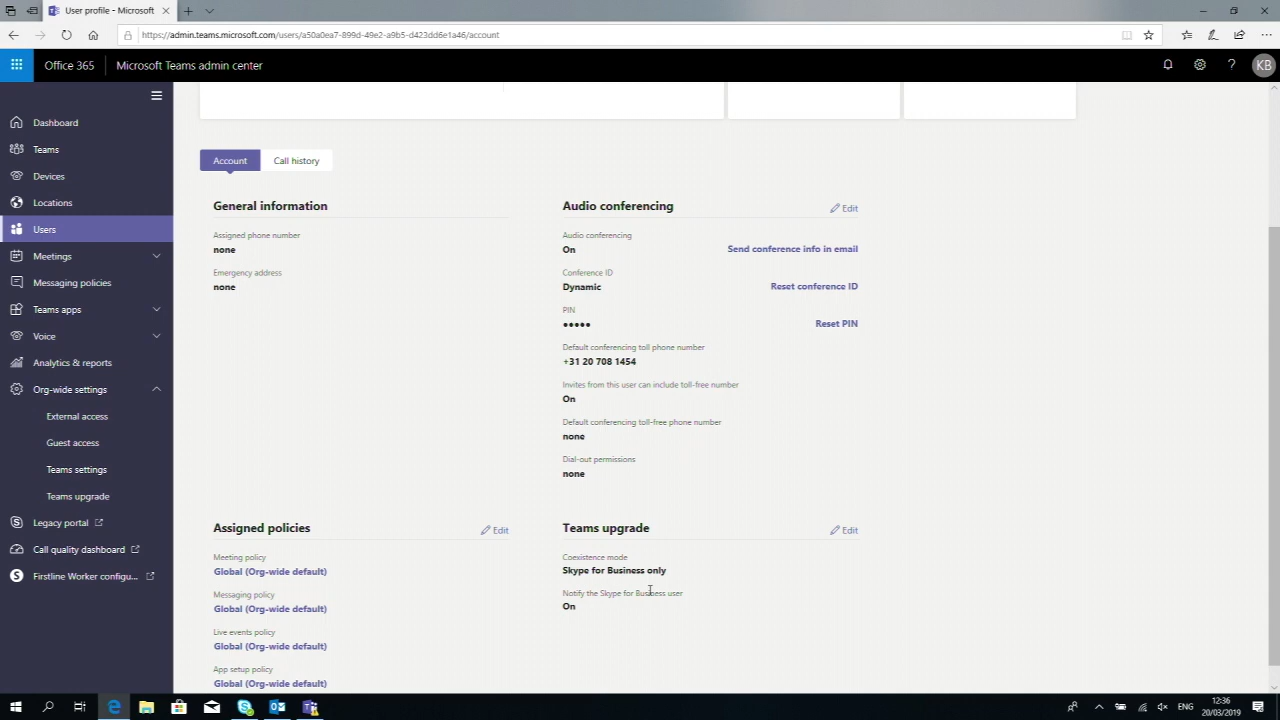 User profile - Microsoft
https://admin.teams.microsoft.com/users/a50a0ea7-899d-49e2-a9b5-d423dd6e1a46/account
Office 365
Microsoft Teams admin center
KB
Dashboard
Teams
Devices
Locations
Users
Meetings
Messaging policies
Teams apps
Voice
Analytics & reports
Org-wide settings
External access
Guest access
Teams settings
Teams upgrade
Legacy portal
Call quality dashboard
Firstline Worker configu...
Account
Call history
General information
Assigned phone number
none
Emergency address
none
Audio conferencing
Edit
Audio conferencing
On
Send conference info in email
Conference ID
Dynamic
Reset conference ID
PIN
•••••
Reset PIN
Default conferencing toll phone number
+31 20 708 1454
Invites from this user can include toll-free number
On
Default conferencing toll-free phone number
none
Dial-out permissions
none
Assigned policies
Edit
Meeting policy
Global (Org-wide default)
Messaging policy
Global (Org-wide default)
Live events policy
Global (Org-wide default)
App setup policy
Global (Org-wide default)
Teams upgrade
Edit
Coexistence mode
Skype for Business only
Notify the Skype for Business user
On
ENG
12:36
20/03/2019